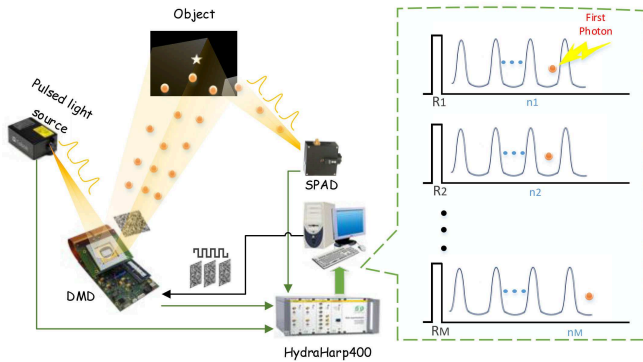 Object
Pulsed light
source
SPAD
DMD
HydraHarp400
First
Photon
R1
n1
R2
n2
RM
nM